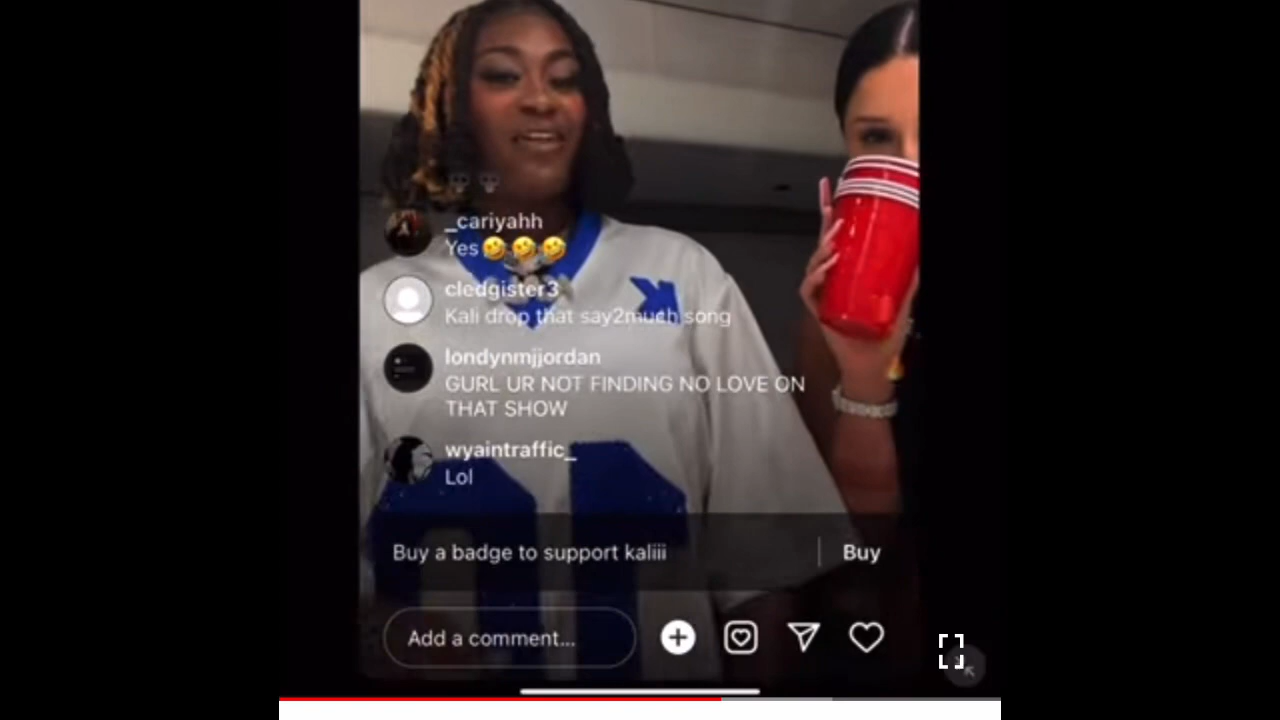 _cariyahh
Yes🤣🤣🤣
cledgister3
Kali drop that say2much song
londynmjjordan
GURL UR NOT FINDING NO LOVE ON
THAT SHOW
wyaintraffic_
Lol
Buy a badge to support kaliii
Buy
Add a comment...